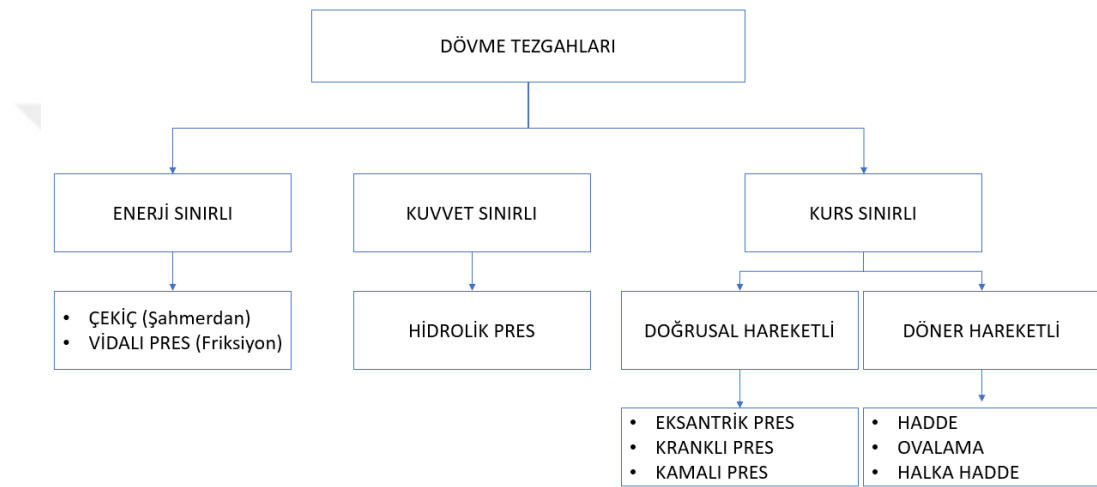 DÖVME TEZGAHLARI
ENERJİ SINIRLI
KUVVET SINIRLI
KURS SINIRLI
• ÇEKİÇ (Şahmerdan)
• VİDALI PRES (Friksiyon)
HİDROLİK PRES
DOĞRUSAL HAREKETLİ
DÖNER HAREKETLİ
• EKSANTRİK PRES
• KRANKLI PRES
• KAMALI PRES
• HADDE
• OVALAMA
• HALKA HADDE